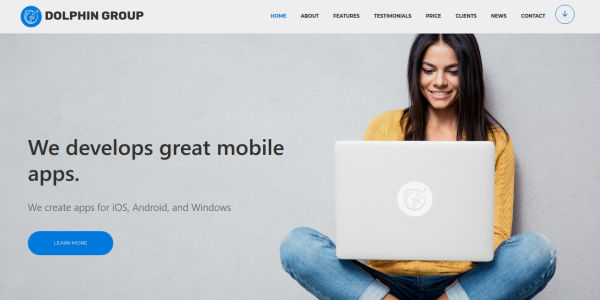 DOLPHIN GROUP
HOME ABOUT FEATURES TESTIMONIALS PRICE CLIENTS NEWS CONTACT
We develops great mobile
apps.
We create apps for iOS, Android, and Windows
LEARN MORE